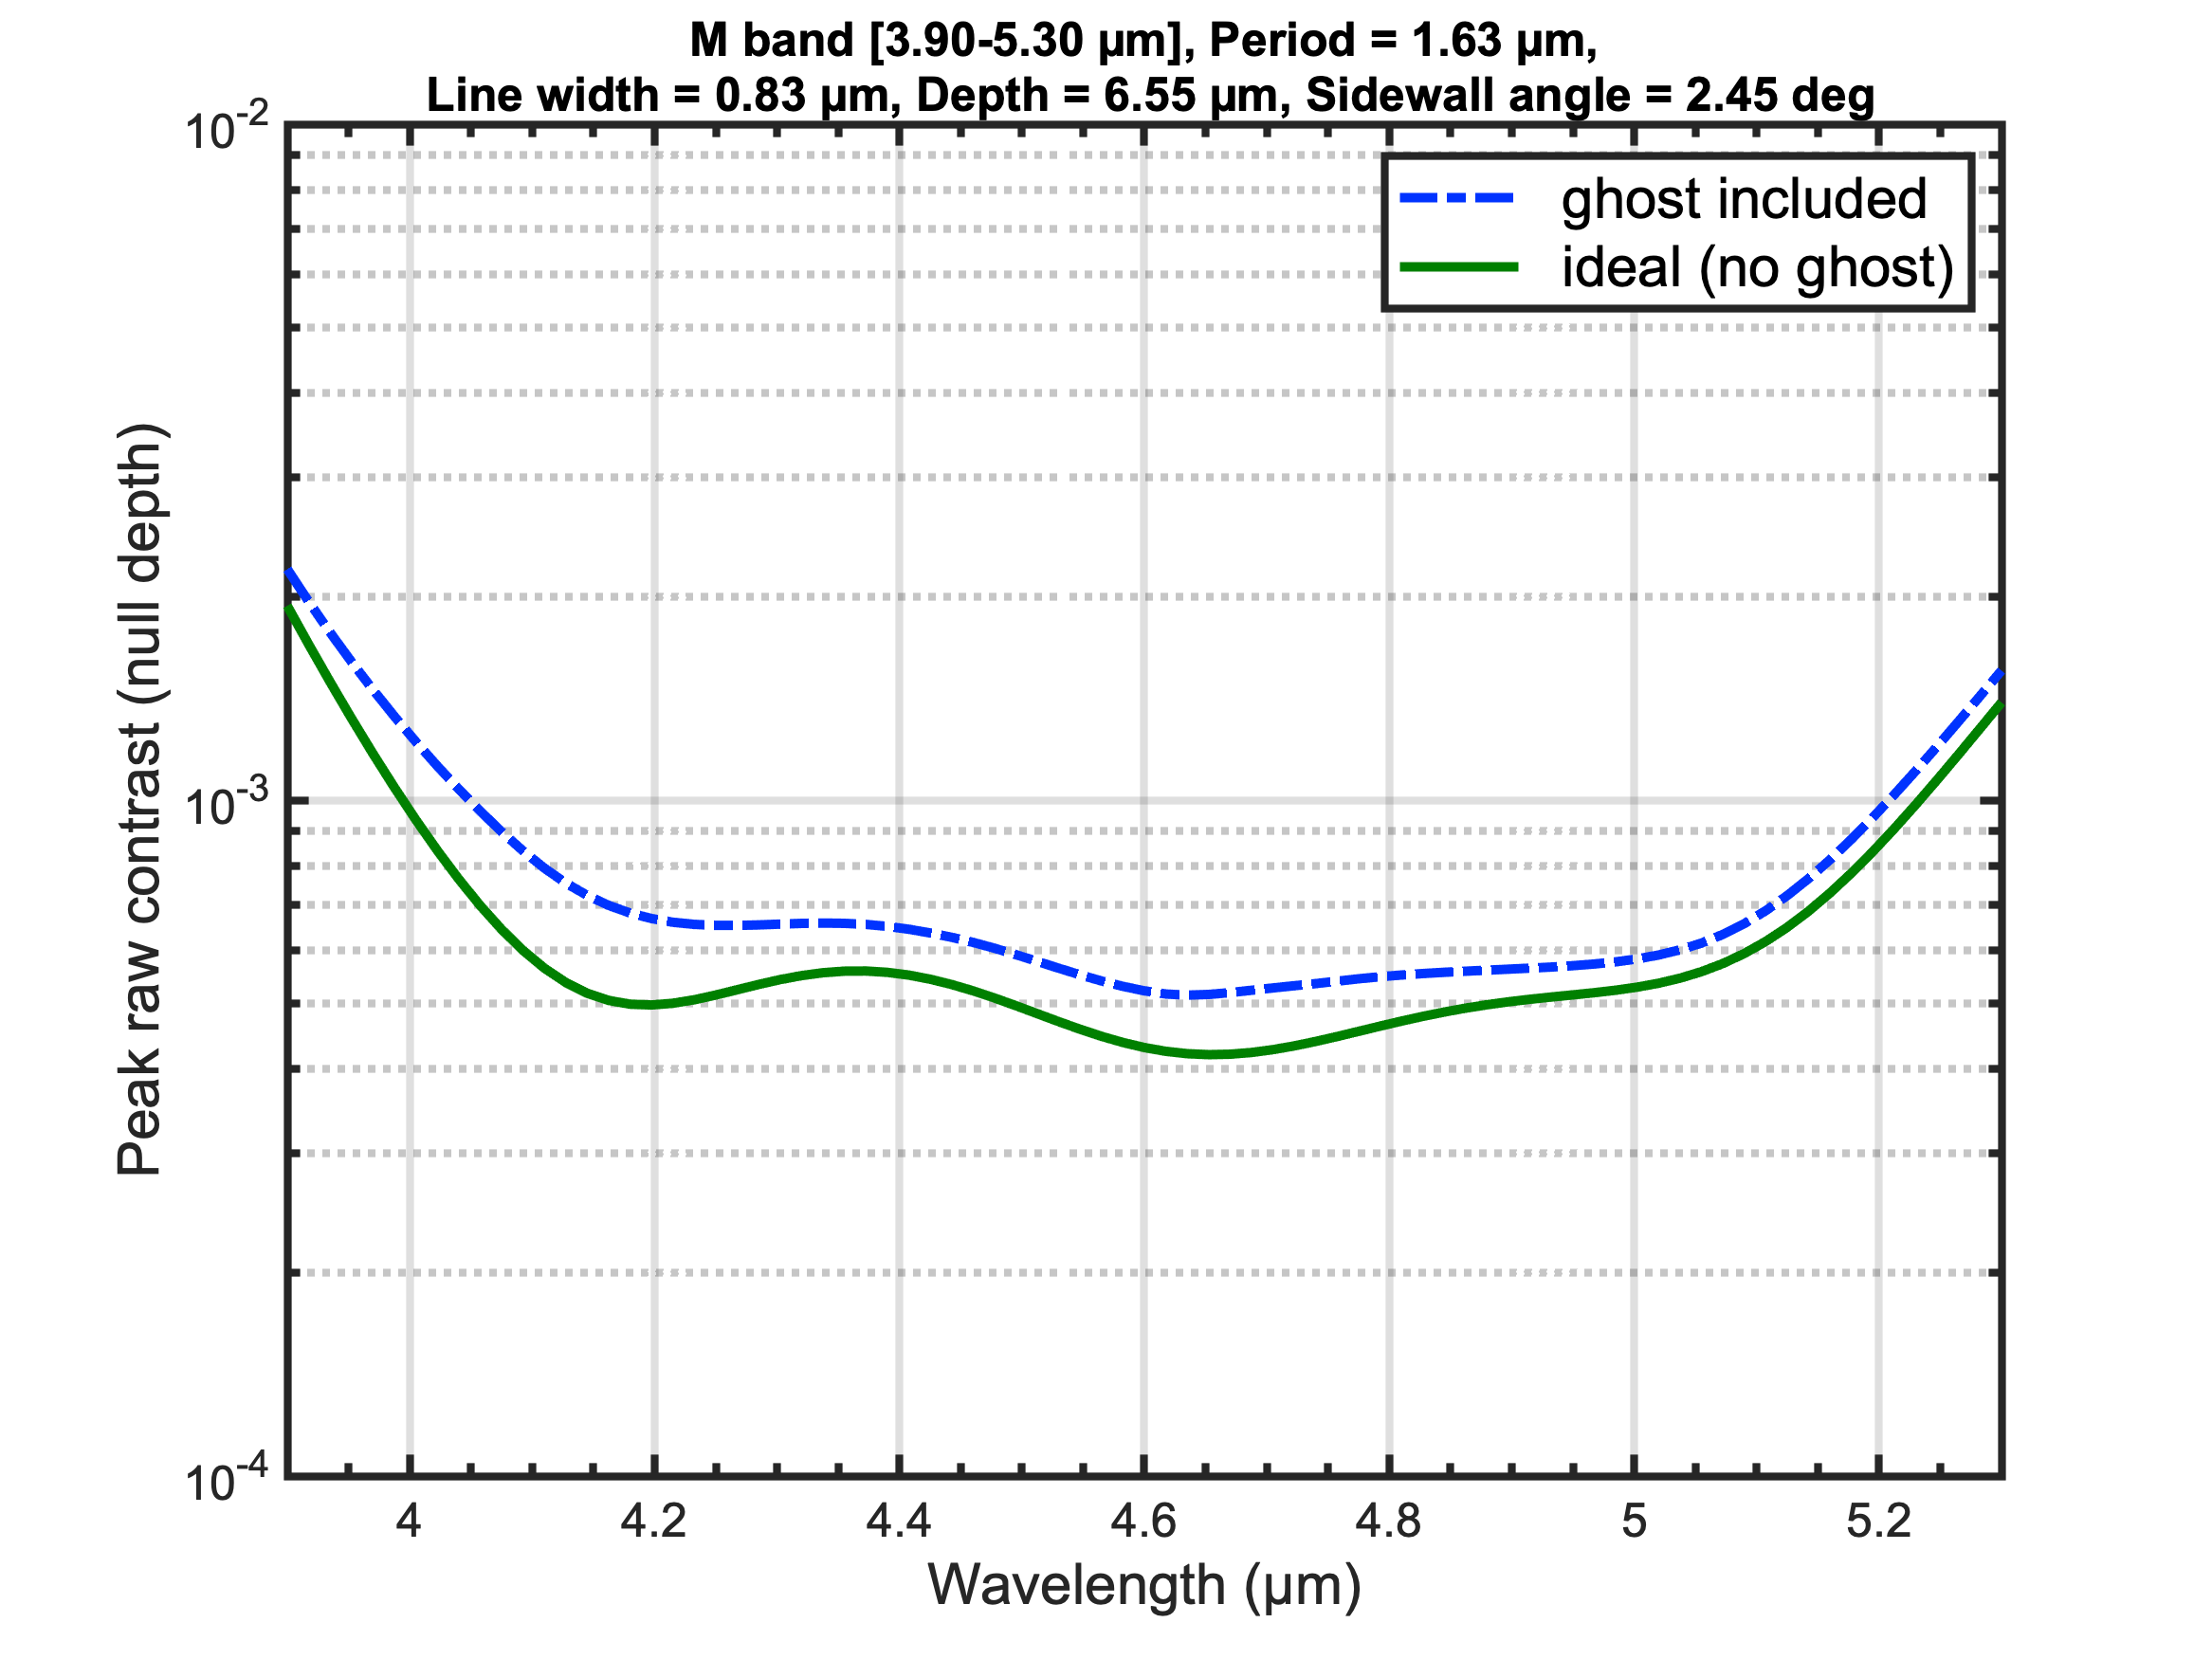 M band [3.90-5.30 µm], Period = 1.63 µm,
Line width = 0.83 µm, Depth = 6.55 µm, Sidewall angle = 2.45 deg
10-2
ghost included
ideal (no ghost)
Peak raw contrast (null depth)
10-3
10-4
4 4.2 4.4 4.6 4.8 5 5.2
Wavelength (µm)